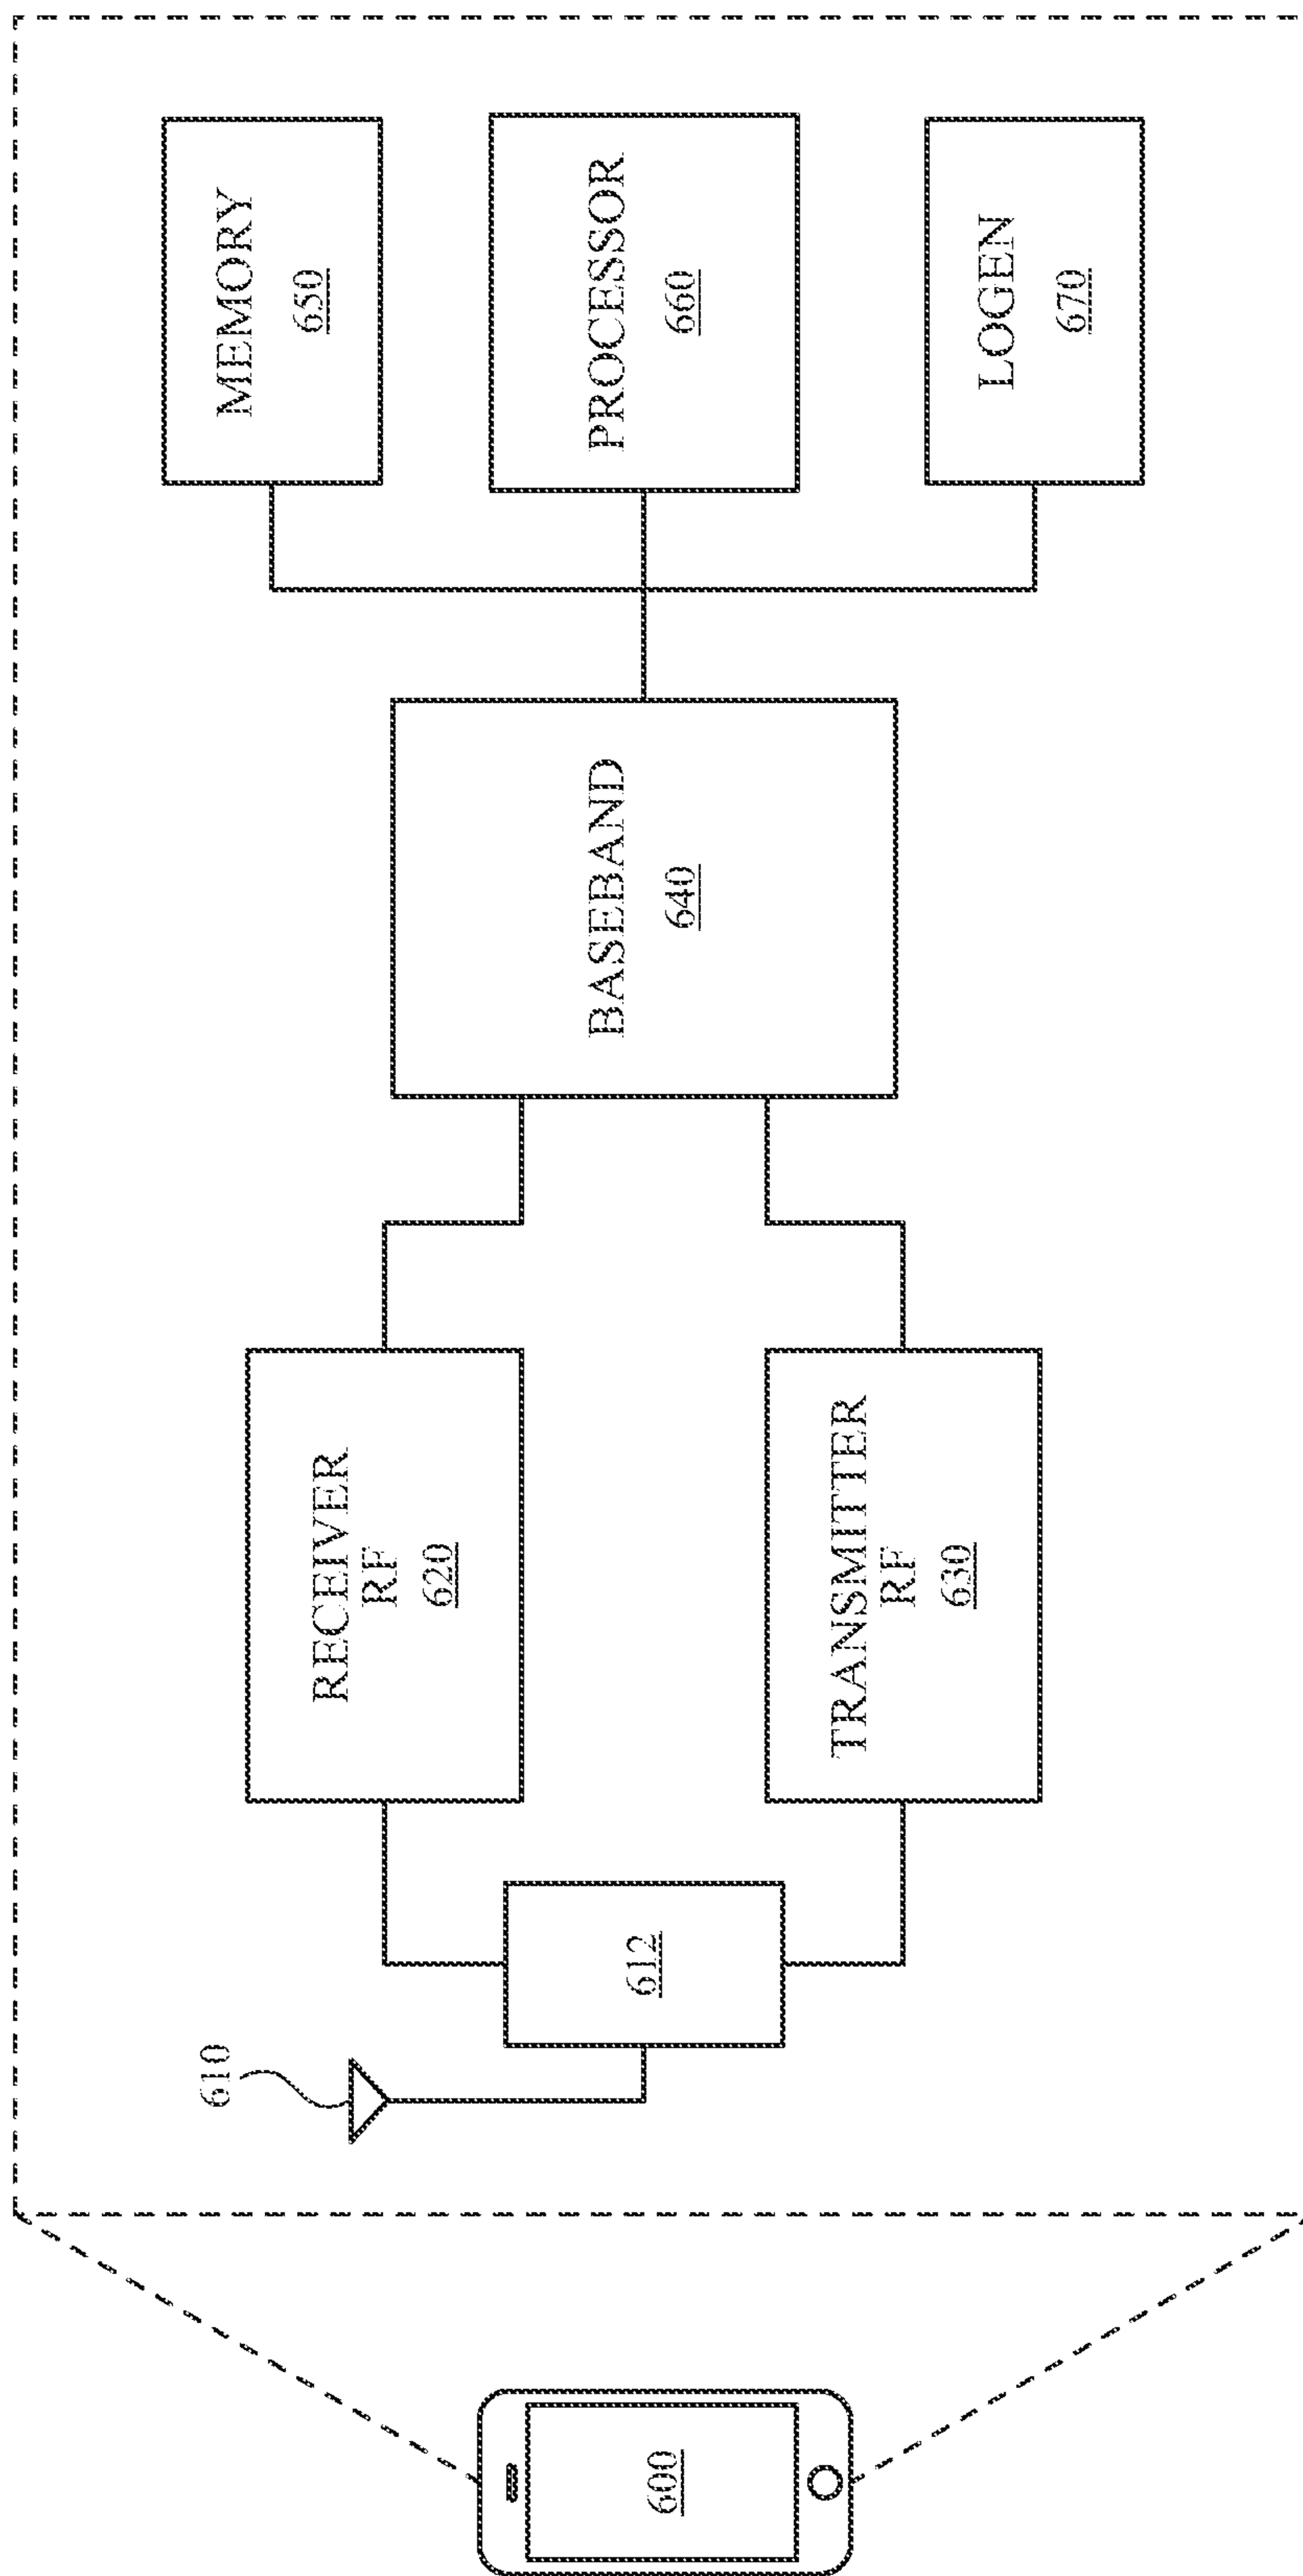 600
610
612
RECEIVER
RF
620
TRANSMITTER
RF
630
BASEBAND
640
MEMORY
650
PROCESSOR
660
LOGEN
670